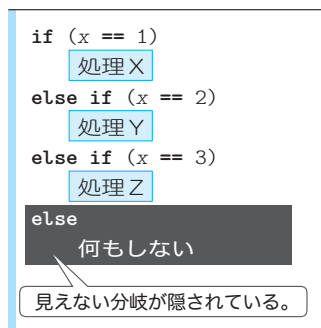 if (x == 1)
処理X
else if (x == 2)
処理Y
else if (x == 3)
処理Z
else
何もしない
見えない分岐が隠されている。